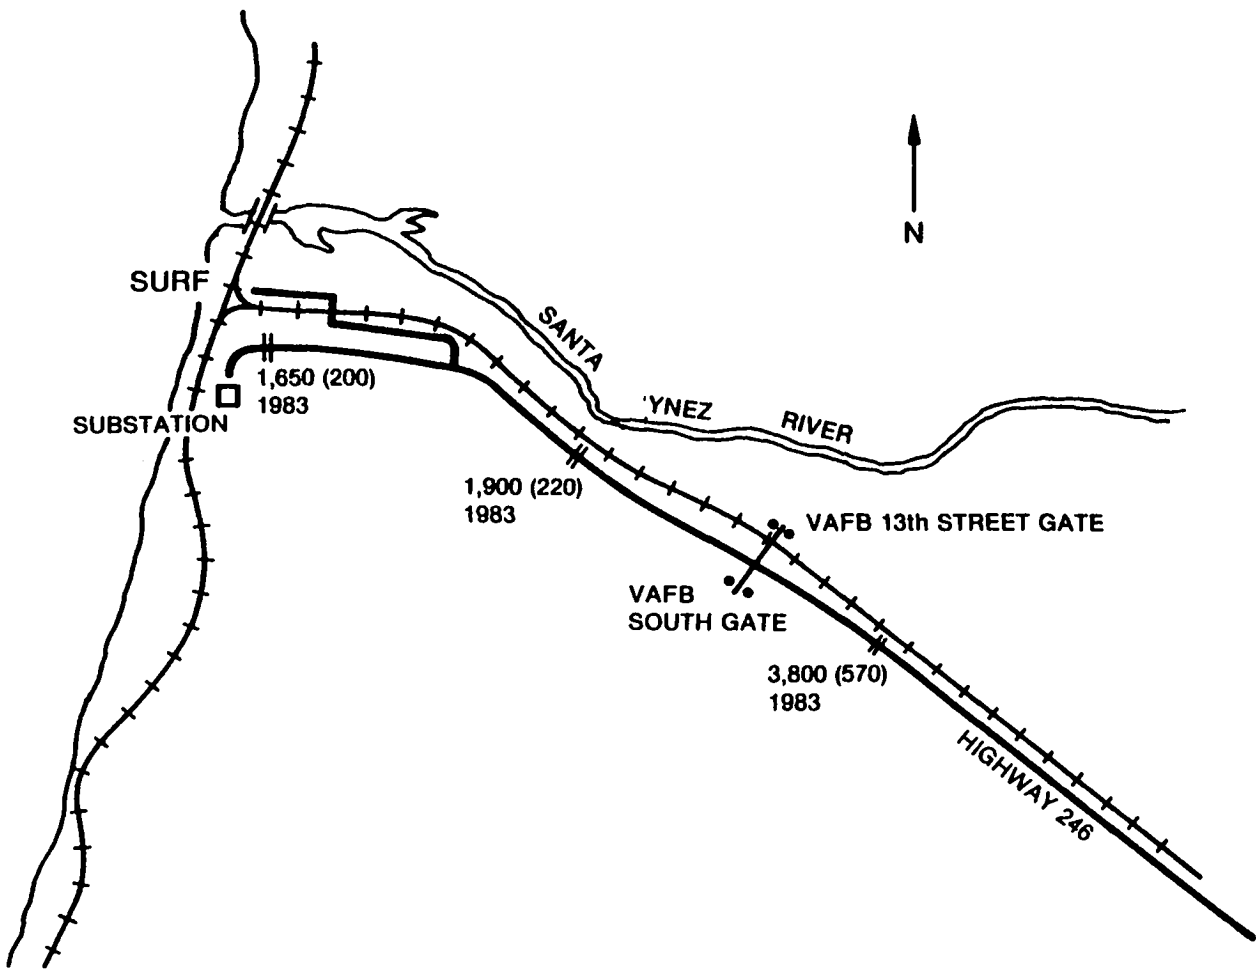 N
SURF
SANTA
'YNEZ
RIVER
1,650 (200)
1983
SUBSTATION
1,900 (220)
1983
VAFB 13th STREET GATE
VAFB
SOUTH GATE
3,800 (570)
1983
HIGHWAY 246